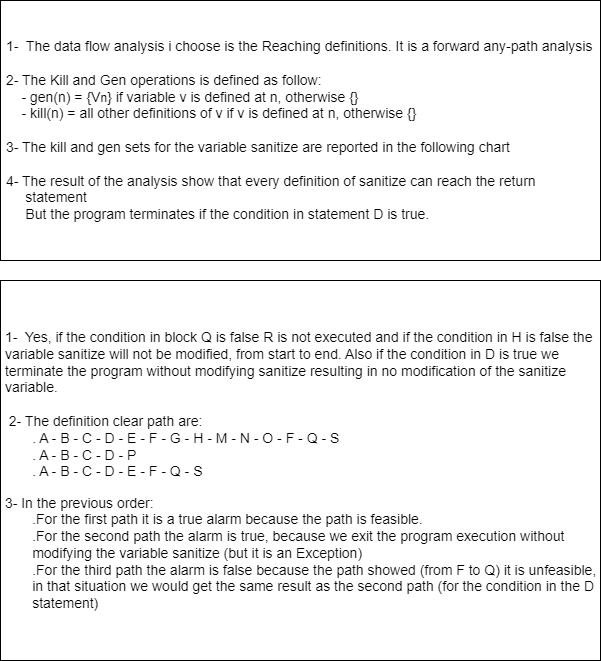 1- The data flow analysis i choose is the Reaching definitions. It is a forward any-path analysis
2- The Kill and Gen operations is defined as follow:
- gen(n) = {Vn} if variable v is defined at n, otherwise {}
- kill(n) = all other definitions of v if v is defined at n, otherwise {}
3- The kill and gen sets for the variable sanitize are reported in the following chart
4- The result of the analysis show that every definition of sanitize can reach the return
statement
But the program terminates if the condition in statement D is true.
1- Yes, if the condition in block Q is false R is not executed and if the condition in H is false the
variable sanitize will not be modified, from start to end. Also if the condition in D is true we
terminate the program without modifying sanitize resulting in no modification of the sanitize
variable.
2- The definition clear path are:
. A - B - C - D - E - F - G - H - M - N - O - F - Q - S
. A - B - C - D - P
. A - B - C - D - E - F - Q - S
3- In the previous order:
.For the first path it is a true alarm because the path is feasible.
.For the second path the alarm is true, because we exit the program execution without
modifying the variable sanitize (but it is an Exception)
.For the third path the alarm is false because the path showed (from F to Q) it is unfeasible,
in that situation we would get the same result as the second path (for the condition in the D
statement)